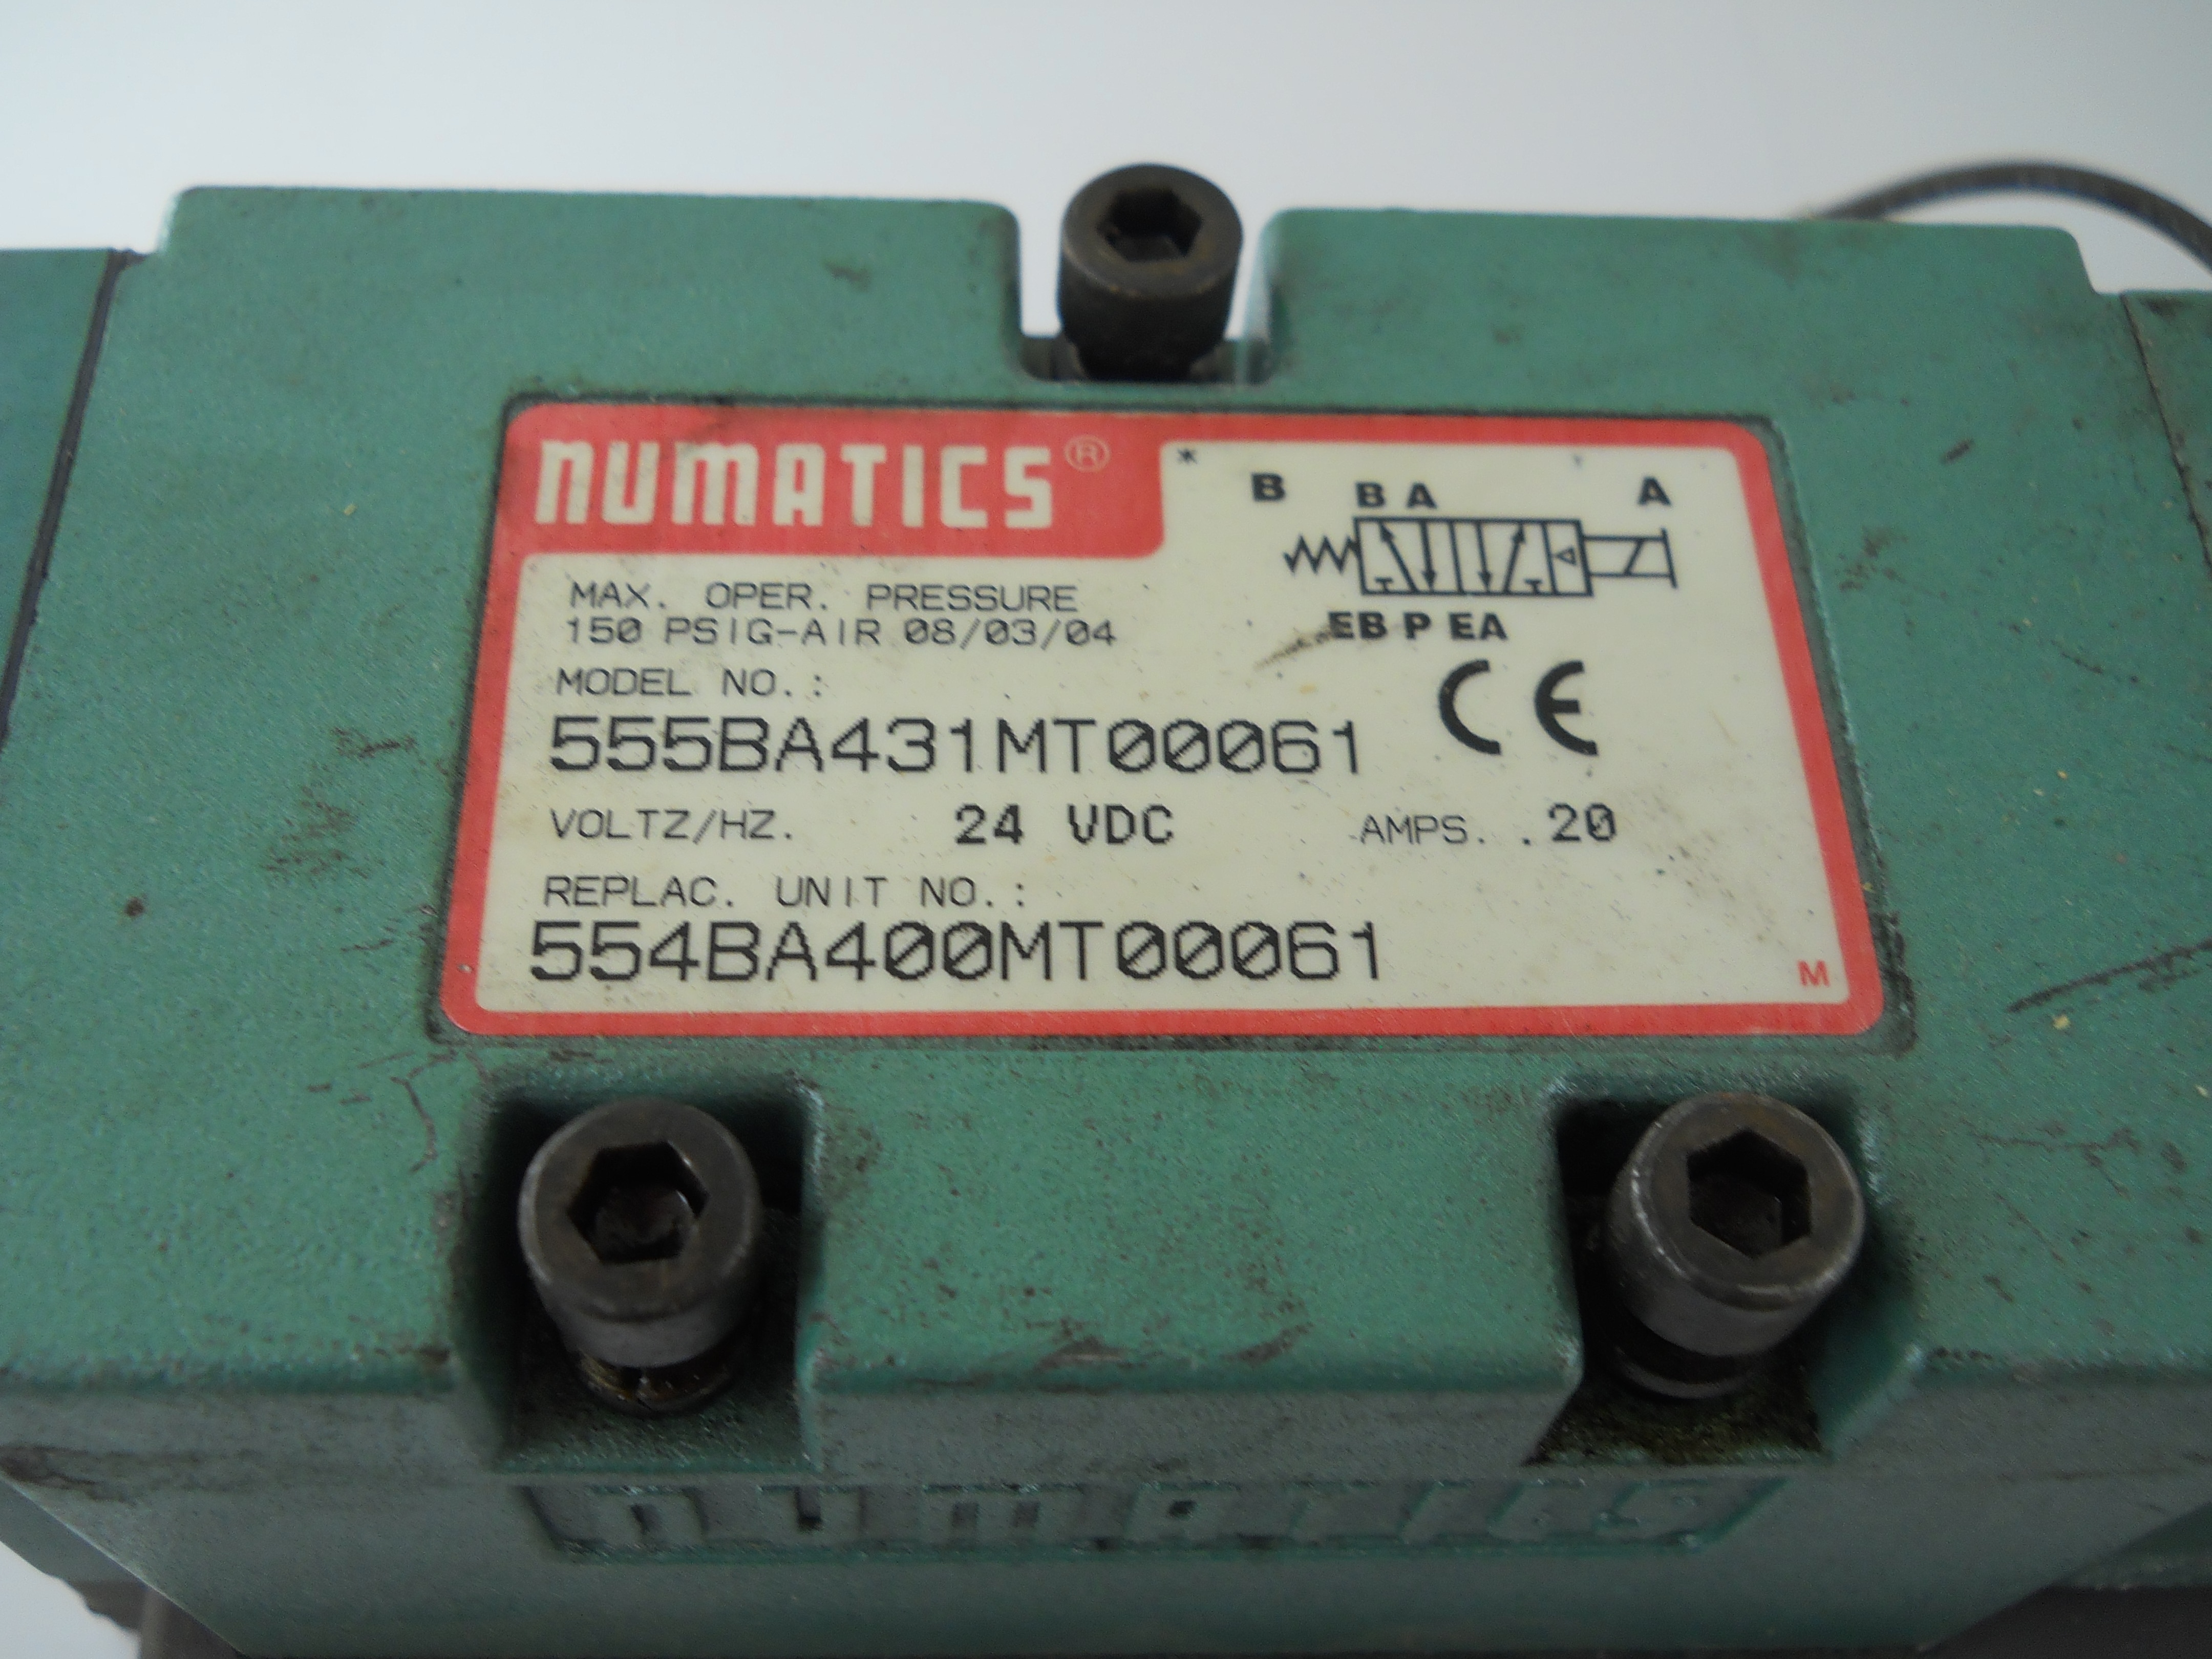 NUMATICS®
* B B A A
MAX. OPER. PRESSURE
150 PSIG-AIR 08/03/04
EB P EA
MODEL NO.:
555BA431MT00061
CE
VOLTZ/HZ. 24 VDC AMPS. .20
REPLAC. UNIT NO.:
554BA400MT00061
M
NUMATICS